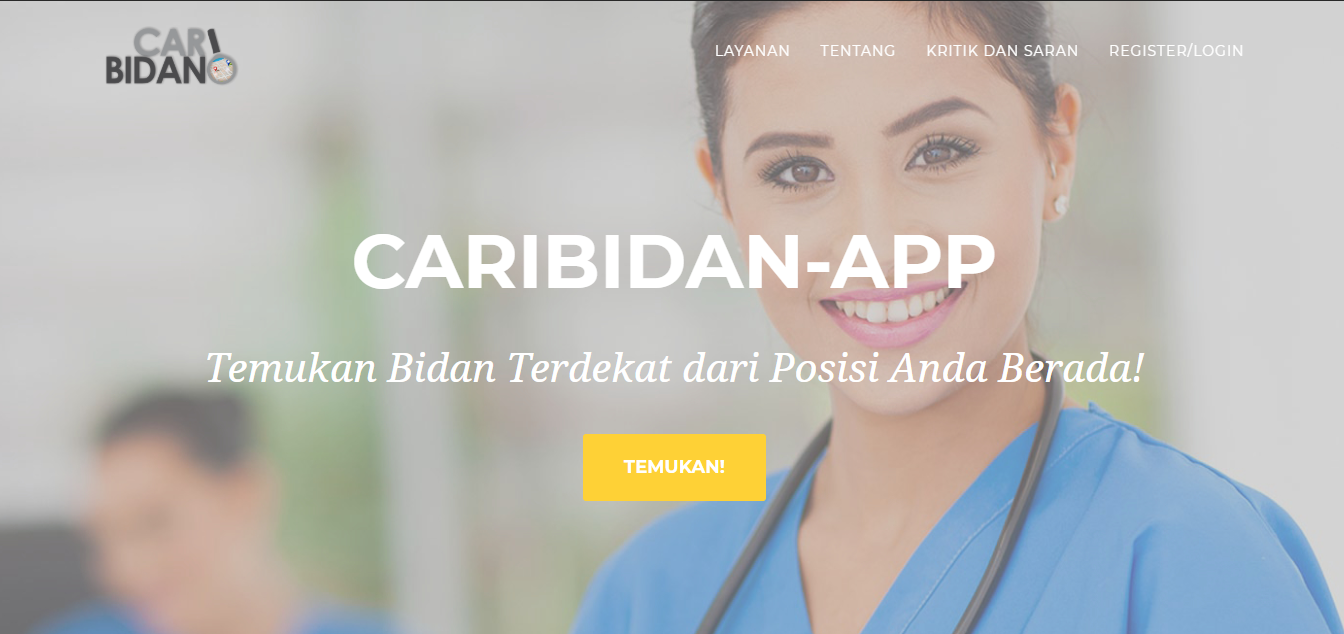 CARI
BIDAN
LAYANAN TENTANG KRITIK DAN SARAN REGISTER/LOGIN
CARIBIDAN-APP
Temukan Bidan Terdekat dari Posisi Anda Berada!
TEMUKAN!